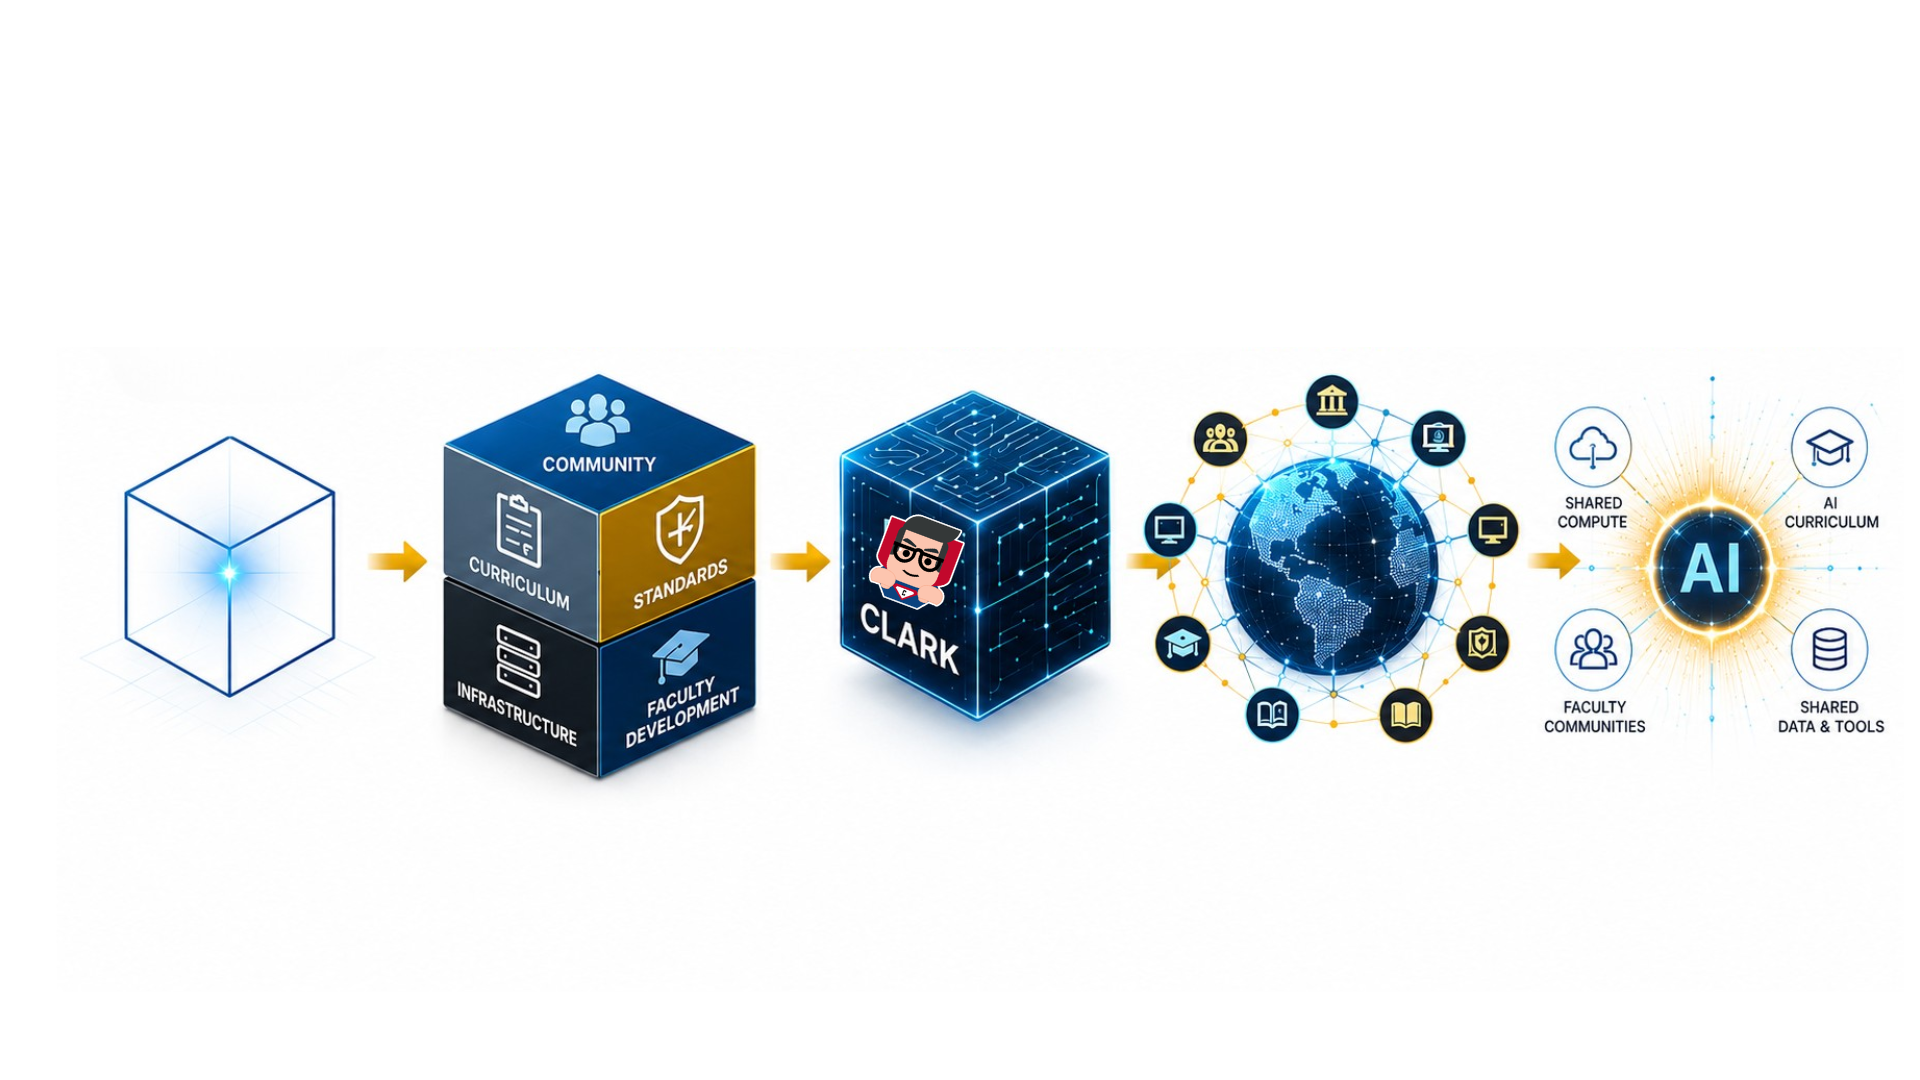 COMMUNITY
CURRICULUM
STANDARDS
INFRASTRUCTURE
FACULTY
DEVELOPMENT
CLARK
SHARED
COMPUTE
AI
CURRICULUM
AI
FACULTY
COMMUNITIES
SHARED
DATA & TOOLS